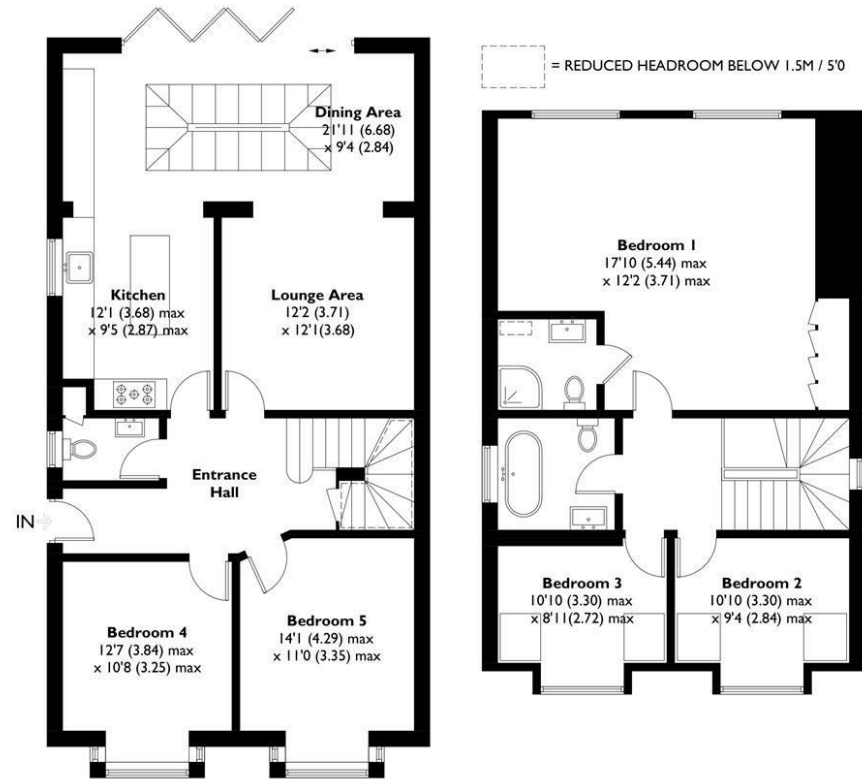 Dining Area
21'11 (6.68)
x 9'4 (2.84)
= REDUCED HEADROOM BELOW 1.5M / 5'0
Kitchen
12'1 (3.68) max
x 9'5 (2.87) max
Lounge Area
12'2 (3.71)
x 12'1(3.68)
Entrance
Hall
IN
Bedroom 4
12'7 (3.84) max
x 10'8 (3.25) max
Bedroom 5
14'1 (4.29) max
x 11'0 (3.35) max
Bedroom 1
17'10 (5.44) max
x 12'2 (3.71) max
Bedroom 3
10'10 (3.30) max
x 8'11(2.72) max
Bedroom 2
10'10 (3.30) max
x 9'4 (2.84) max